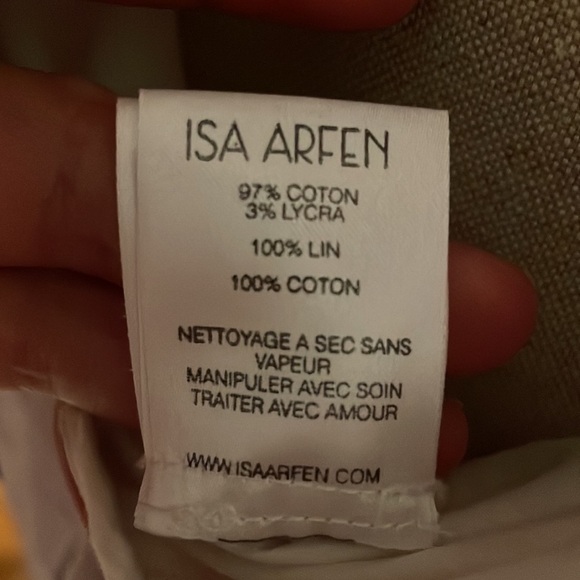 ISA ARFEN
97% COTON
3% LYCRA
100% LIN
100% COTON
NETTOYAGE A SEC SANS
VAPEUR
MANIPULER AVEC SOIN
TRAITER AVEC AMOUR
WWW.ISAARFEN.COM